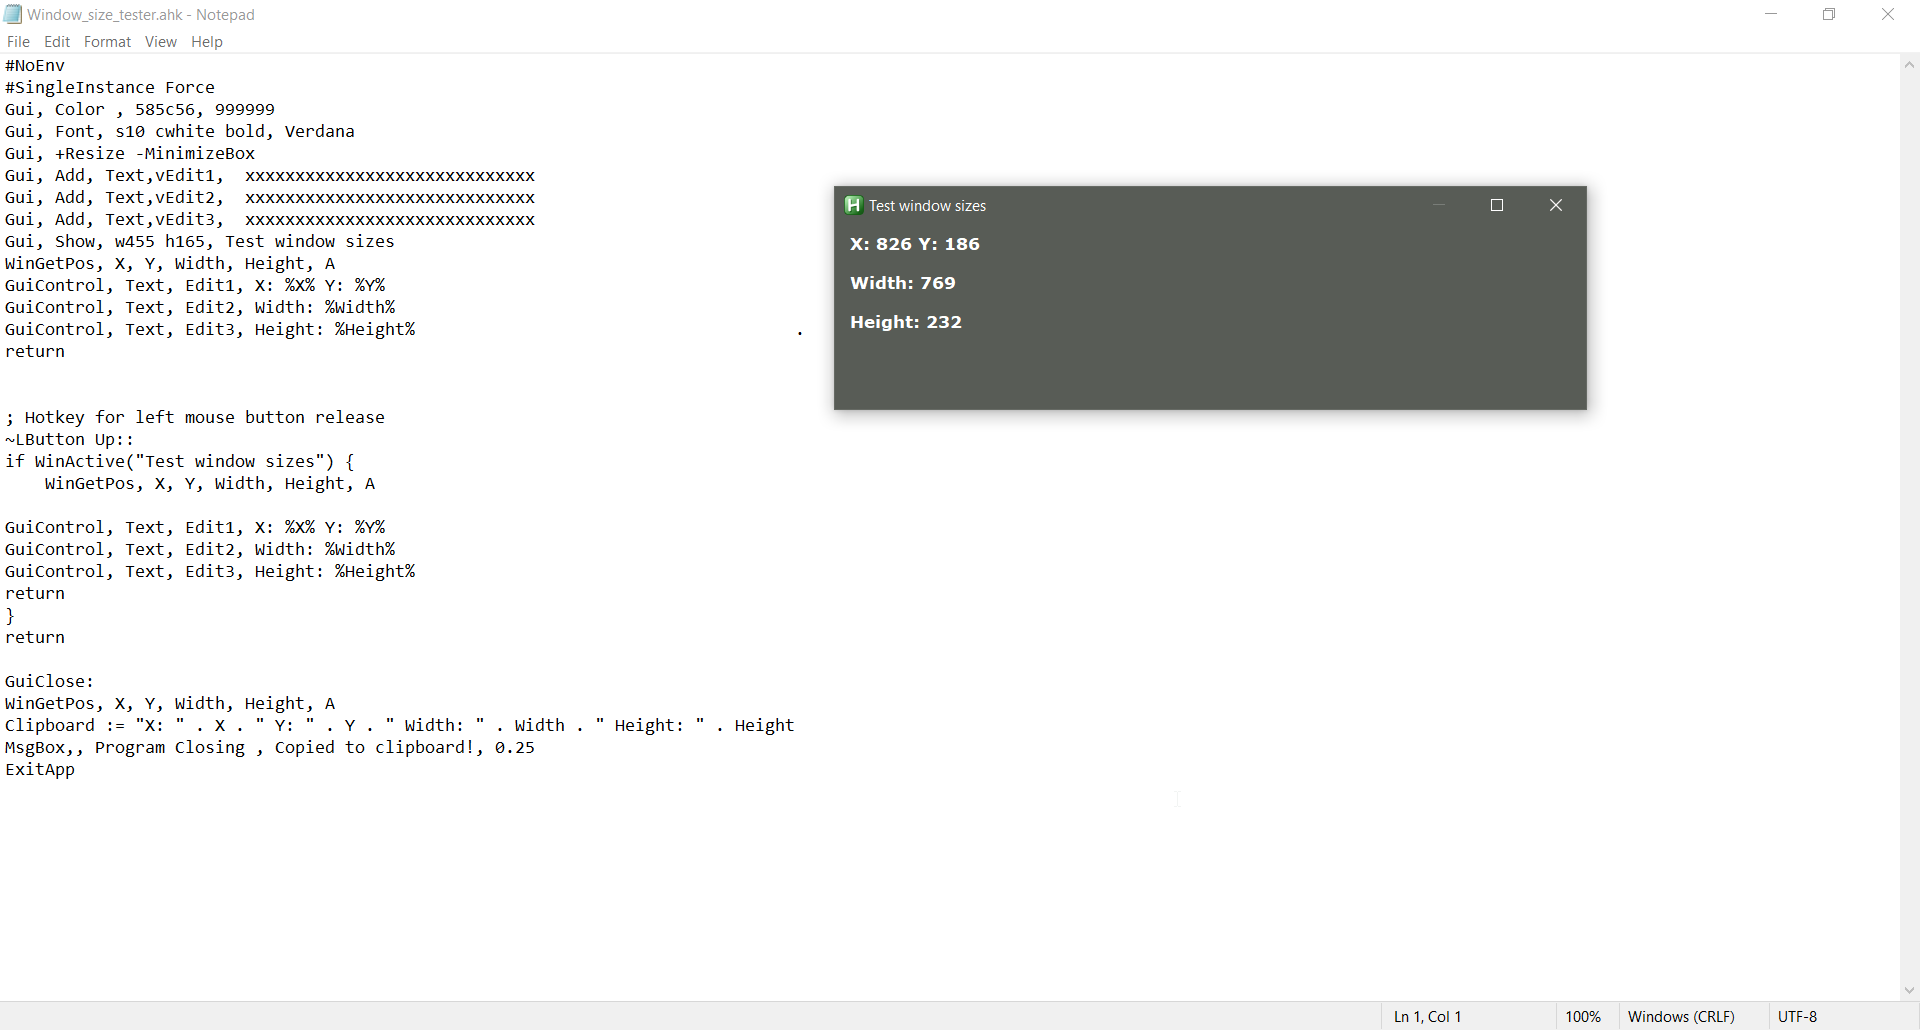 Window_size_tester.ahk - Notepad
File Edit Format View Help
#NoEnv
#SingleInstance Force
Gui, Color , 585c56, 999999
Gui, Font, s10 cwhite bold, Verdana
Gui, +Resize -MinimizeBox
Gui, Add, Text,vEdit1,  xxxxxxxxxxxxxxxxxxxxxxxxxxxxx
Gui, Add, Text,vEdit2,  xxxxxxxxxxxxxxxxxxxxxxxxxxxxx
Gui, Add, Text,vEdit3,  xxxxxxxxxxxxxxxxxxxxxxxxxxxxx
Gui, Show, w455 h165, Test window sizes
WinGetPos, X, Y, Width, Height, A
GuiControl, Text, Edit1, X: %X% Y: %Y%
GuiControl, Text, Edit2, Width: %Width%
GuiControl, Text, Edit3, Height: %Height% .
return
; Hotkey for left mouse button release
~LButton Up::
if WinActive("Test window sizes") {
    WinGetPos, X, Y, Width, Height, A
GuiControl, Text, Edit1, X: %X% Y: %Y%
GuiControl, Text, Edit2, Width: %Width%
GuiControl, Text, Edit3, Height: %Height%
return
}
return
GuiClose:
WinGetPos, X, Y, Width, Height, A
Clipboard := "X: " . X . " Y: " . Y . " Width: " . Width . " Height: " . Height
MsgBox,, Program Closing , Copied to clipboard!, 0.25
ExitApp
H Test window sizes
X: 826 Y: 186
Width: 769
Height: 232
Ln 1, Col 1 100% Windows (CRLF) UTF-8